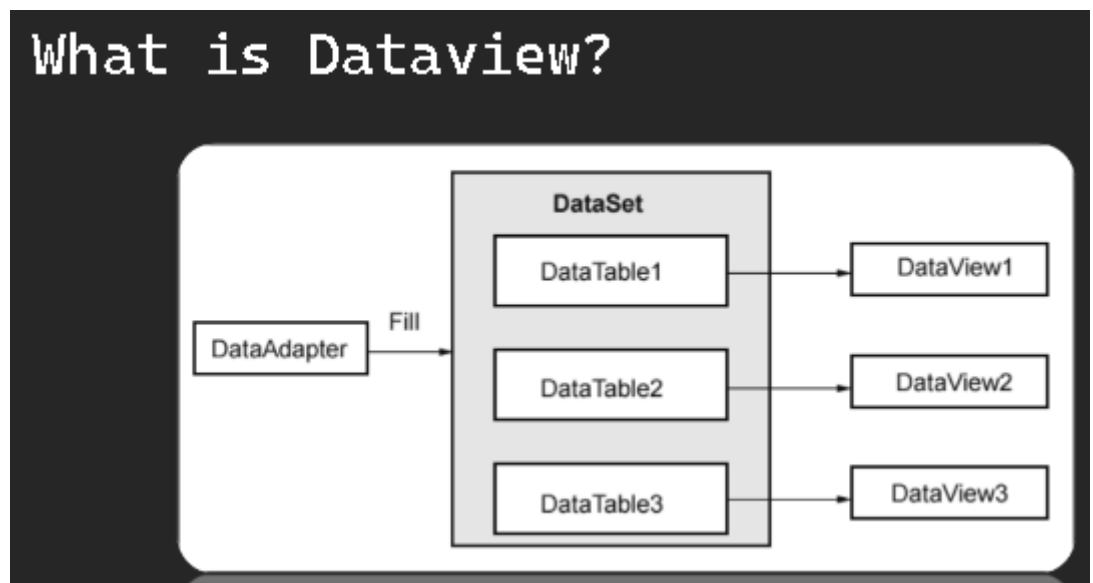 What is Dataview?
DataSet
DataTable1
DataView1
Fill
DataAdapter
DataTable2
DataView2
DataTable3
DataView3